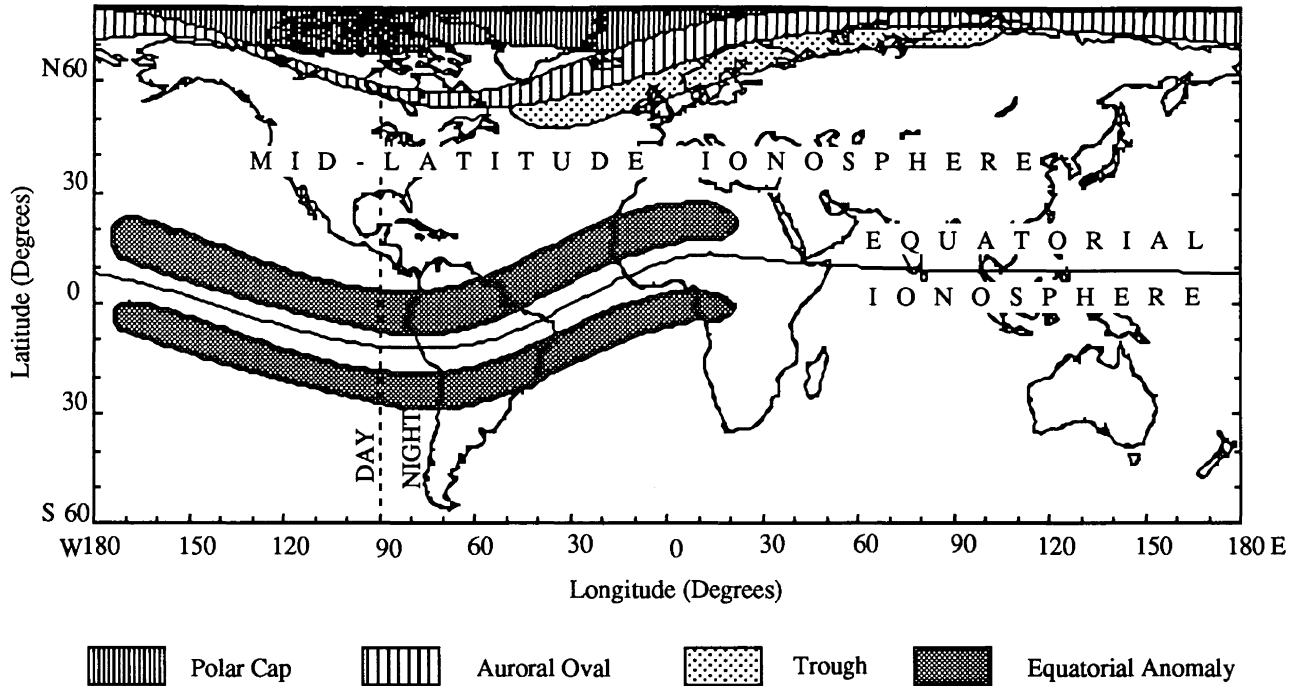 N60
MID-LATITUDE IONOSPHERE
30
EQUATORIAL
0
IONOSPHERE
30
DAY
NIGHT
S 60
Latitude (Degrees)
W180 150 120 90 60 30 0 30 60 90 120 150 180 E
Longitude (Degrees)
Polar Cap Auroral Oval Trough Equatorial Anomaly